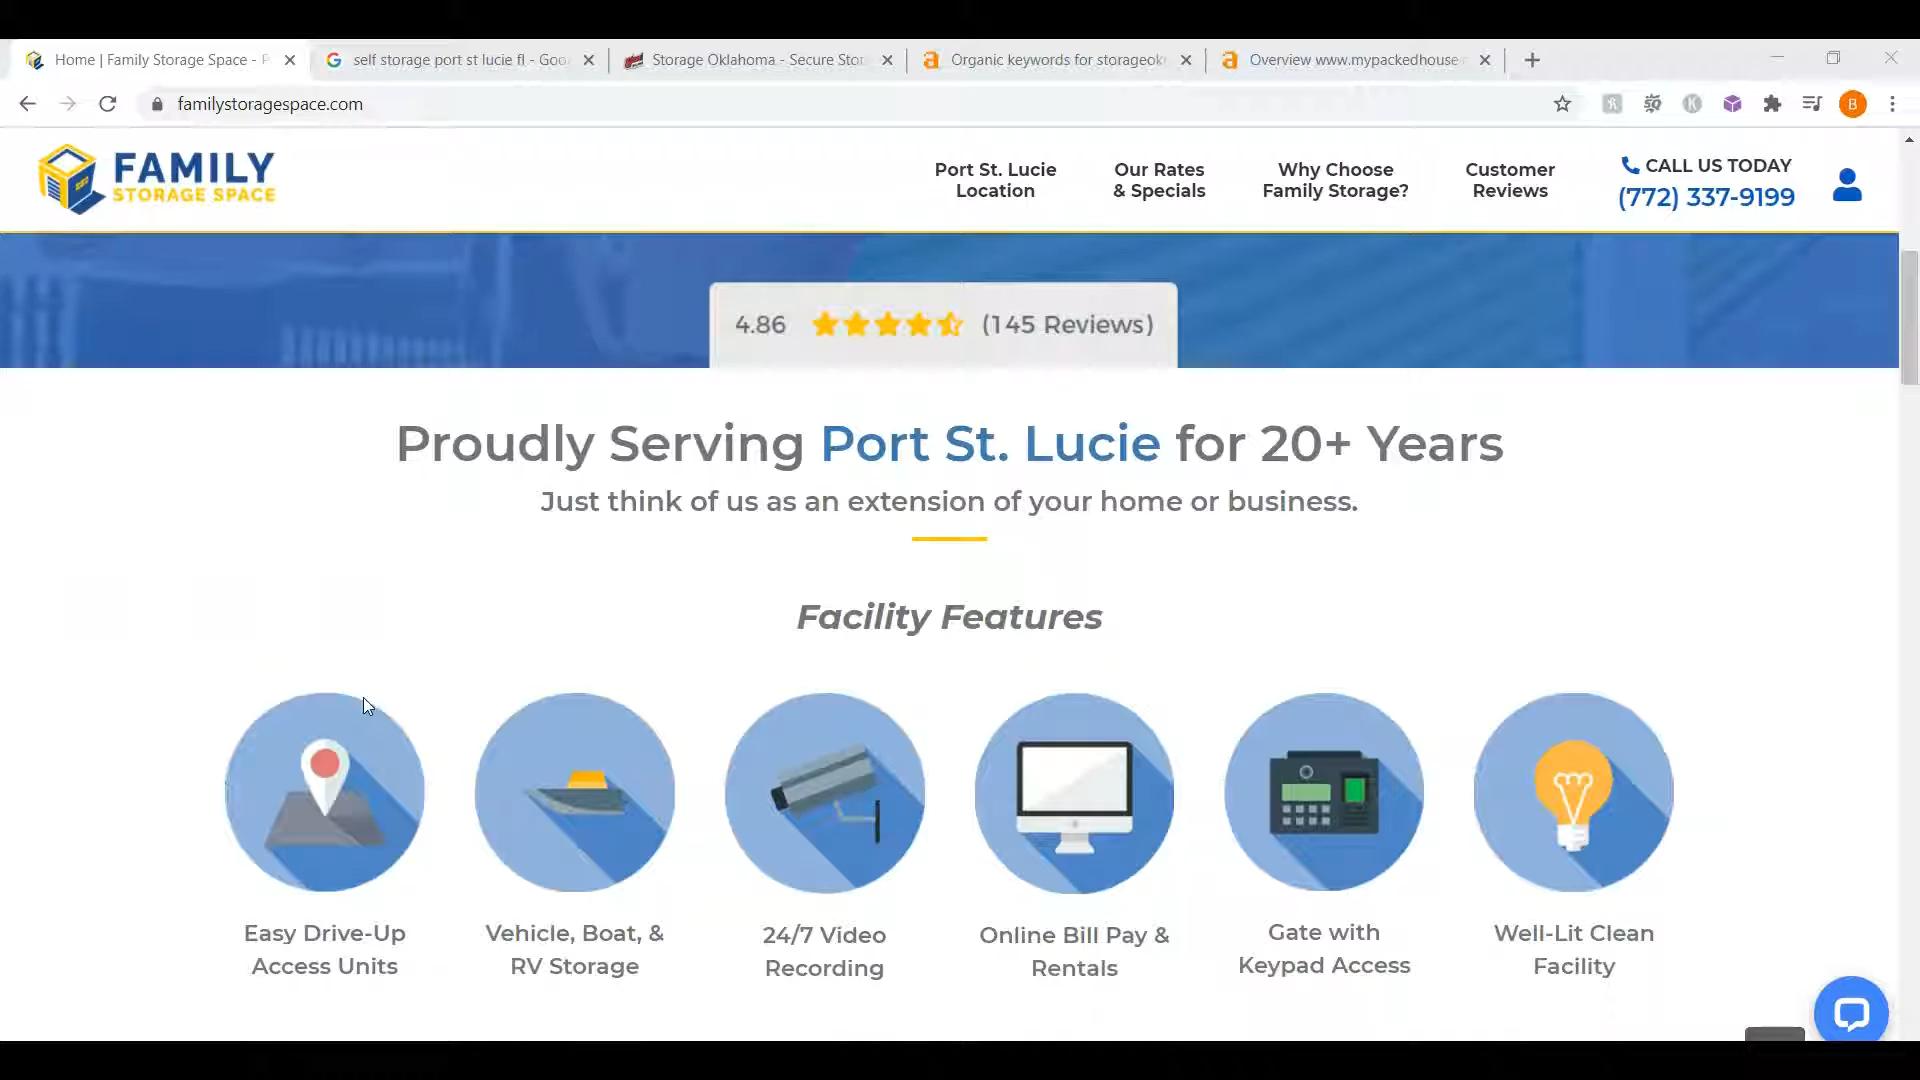 Home | Family Storage Space - P
self storage port st lucie fl - Goo
Storage Oklahoma - Secure Stor
Organic keywords for storageok
Overview www.mypackedhouse
familystoragespace.com
B
FAMILY
STORAGE SPACE
Port St. Lucie
Location
Our Rates
& Specials
Why Choose
Family Storage?
Customer
Reviews
CALL US TODAY
(772) 337-9199
4.86 (145 Reviews)
Proudly Serving Port St. Lucie for 20+ Years
Just think of us as an extension of your home or business.
Facility Features
Easy Drive-Up
Access Units
Vehicle, Boat, &
RV Storage
24/7 Video
Recording
Online Bill Pay &
Rentals
Gate with
Keypad Access
Well-Lit Clean
Facility